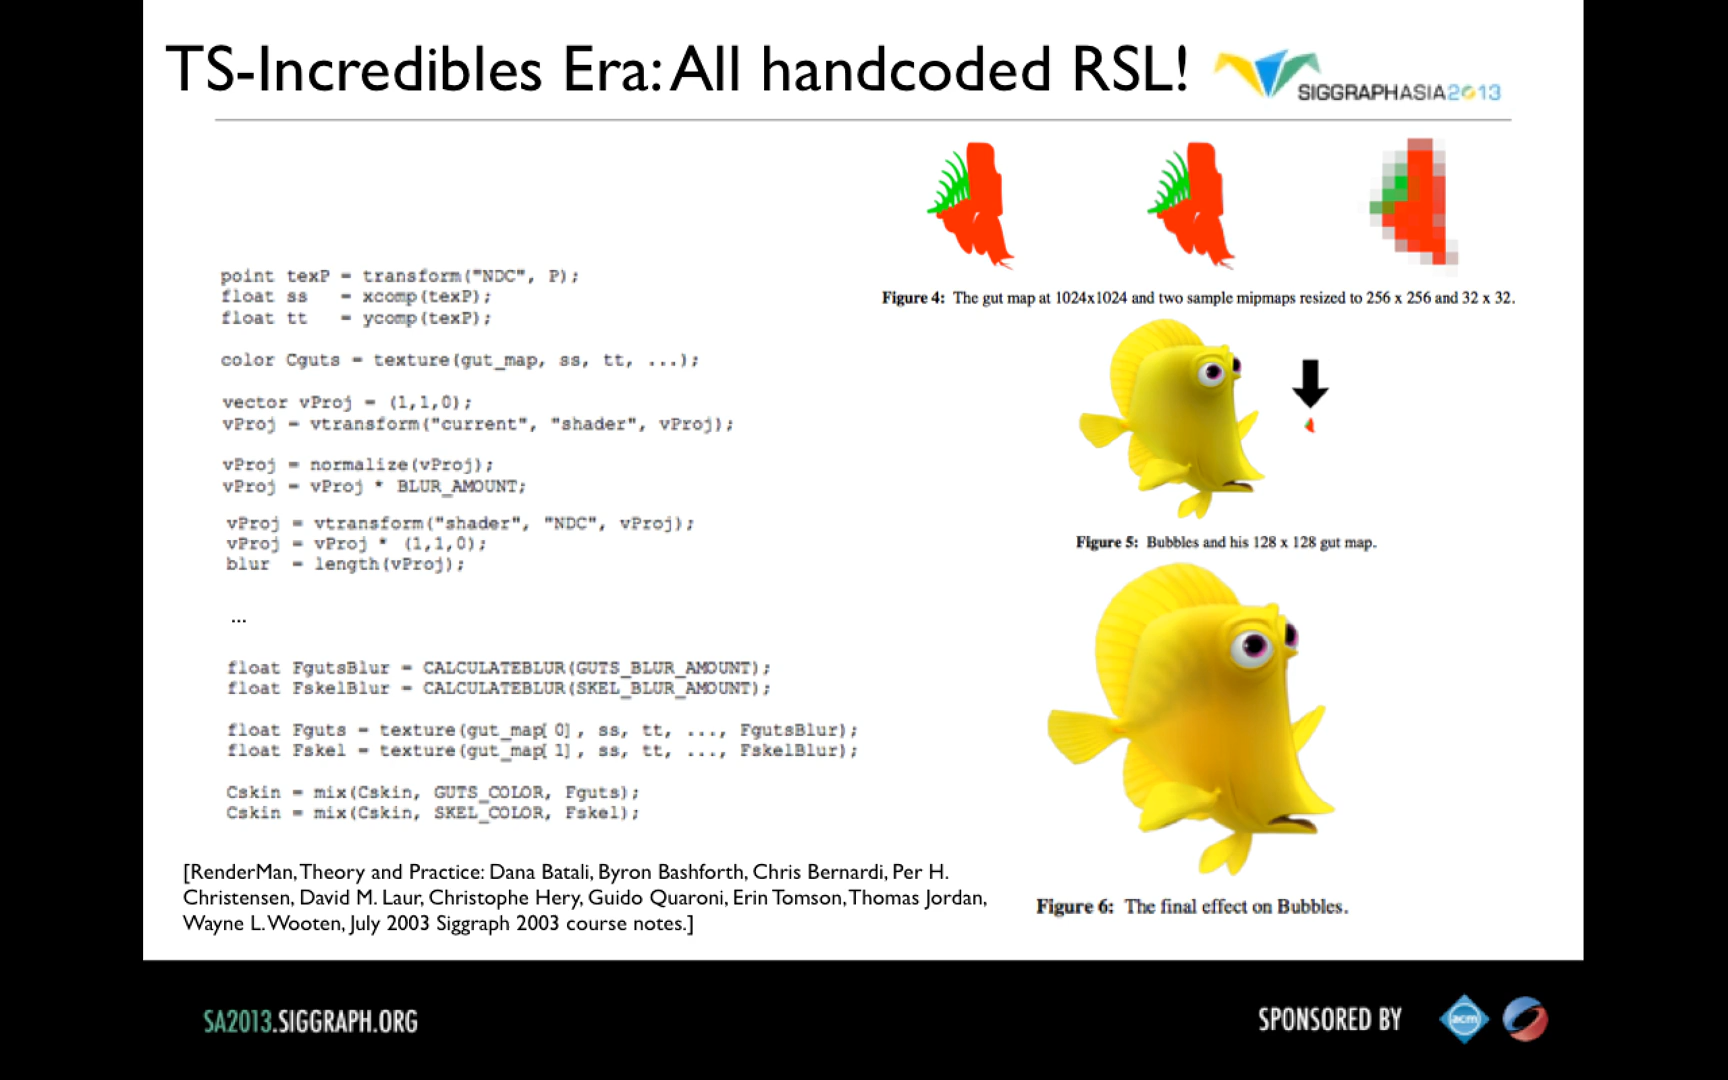 TS-Incredibles Era: All handcoded RSL!
SIGGRAPHASIA2013
point texP = transform("NDC", P);
float ss = xcomp(texP);
float tt = ycomp(texP);
color Cguts = texture(gut_map, ss, tt, ...);
vector vProj = (1,1,0);
vProj = vtransform("current", "shader", vProj);
vProj = normalize(vProj);
vProj = vProj * BLUR_AMOUNT;
vProj = vtransform("shader", "NDC", vProj);
vProj = vProj * (1,1,0);
blur = length(vProj);
...
float FgutsBlur = CALCULATEBLUR(GUTS_BLUR_AMOUNT);
float FskelBlur = CALCULATEBLUR(SKEL_BLUR_AMOUNT);
float Fguts = texture(gut_map[0], ss, tt, ..., FgutsBlur);
float Fskel = texture(gut_map[1], ss, tt, ..., FskelBlur);
Cskin = mix(Cskin, GUTS_COLOR, Fguts);
Cskin = mix(Cskin, SKEL_COLOR, Fskel);
[RenderMan, Theory and Practice: Dana Batali, Byron Bashforth, Chris Bernardi, Per H.
Christensen, David M. Laur, Christophe Hery, Guido Quaroni, Erin Tomson, Thomas Jordan,
Wayne L. Wooten, July 2003 Siggraph 2003 course notes.]
Figure 4: The gut map at 1024x1024 and two sample mipmaps resized to 256 x 256 and 32 x 32.
Figure 5: Bubbles and his 128 x 128 gut map.
Figure 6: The final effect on Bubbles.
SA2013.SIGGRAPH.ORG
SPONSORED BY
acm